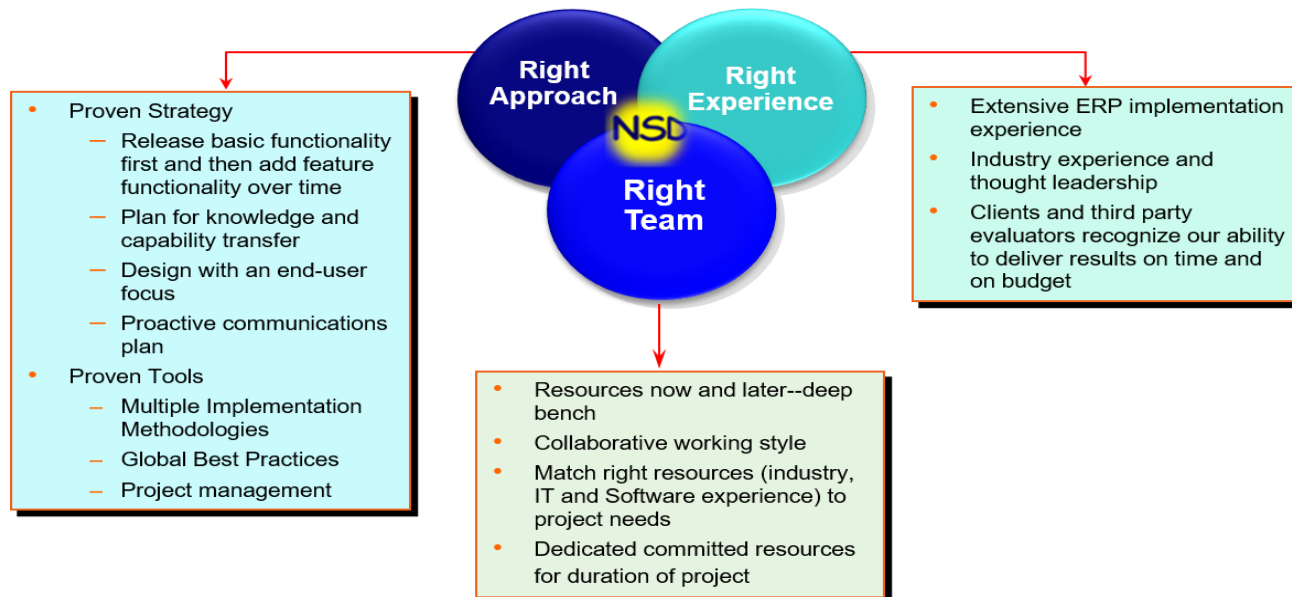 Right
Approach
Right
Experience
NSD
Right
Team
• Proven Strategy
– Release basic functionality
first and then add feature
functionality over time
– Plan for knowledge and
capability transfer
– Design with an end-user
focus
– Proactive communications
plan
• Proven Tools
– Multiple Implementation
Methodologies
– Global Best Practices
– Project management
• Resources now and later--deep
bench
• Collaborative working style
• Match right resources (industry,
IT and Software experience) to
project needs
• Dedicated committed resources
for duration of project
• Extensive ERP implementation
experience
• Industry experience and
thought leadership
• Clients and third party
evaluators recognize our ability
to deliver results on time and
on budget